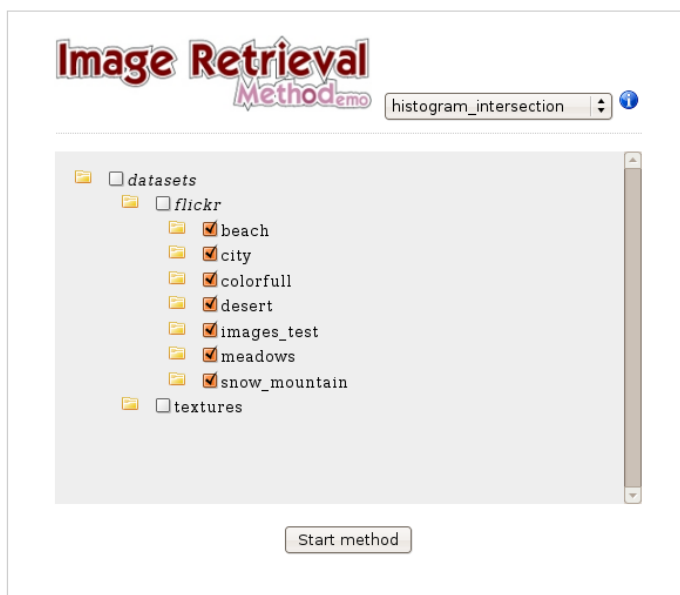 Image Retrieval
Methodemo
histogram_intersection
datasets
flickr
beach
city
colorfull
desert
images_test
meadows
snow_mountain
textures
Start method